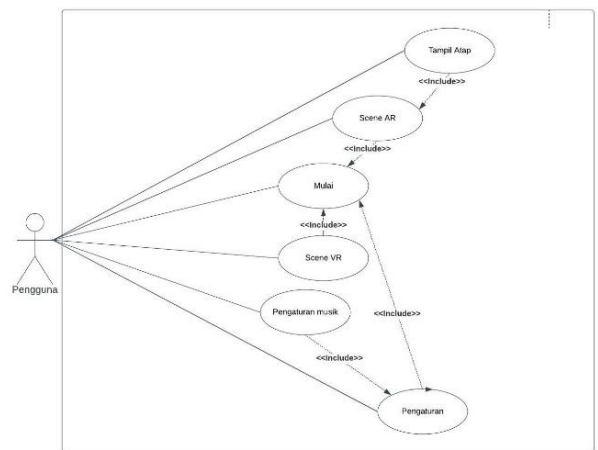 Tampil Atap
<<Include>>
Scene AR
<<Include>>
Mulai
<<Include>>
Scene VR
Pengguna
Pengaturan musik
<<Include>>
<<Include>>
Pengaturan